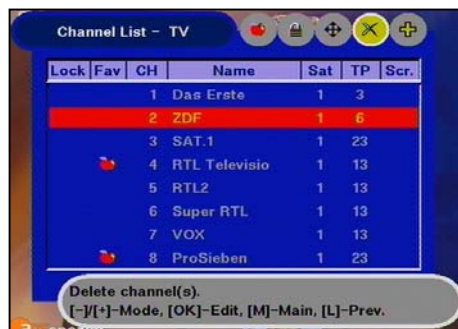 Channel List - TV
Lock Fav CH Name Sat TP Scr.
1 Das Erste 1 3
2 ZDF 1 6
3 SAT.1 1 23
4 RTL Televisio 1 13
5 RTL2 1 13
6 Super RTL 1 13
7 VOX 1 13
8 ProSieben 1 23
Delete channel(s).
[-]/[+]-Mode, [OK]-Edit, [M]-Main, [L]-Prev.